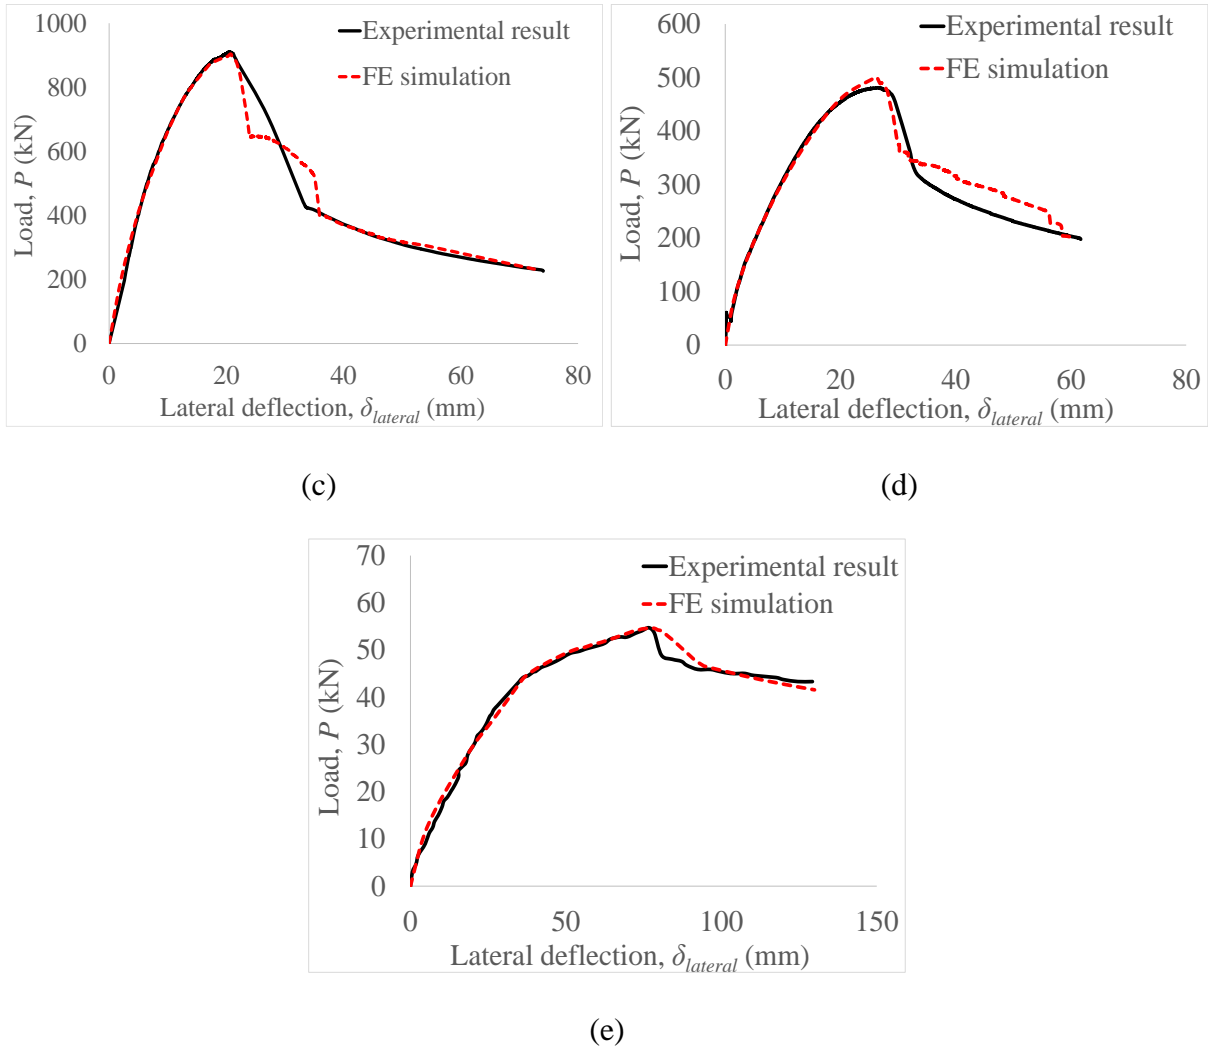 1000
800
600
400
200
0
0 20 40 60 80
Load, P (kN)
Lateral deflection, δlateral (mm)
Experimental result
FE simulation
(c)
600
500
400
300
200
100
0
0 20 40 60 80
Load, P (kN)
Lateral deflection, δlateral (mm)
Experimental result
FE simulation
(d)
70
60
50
40
30
20
10
0
0 50 100 150
Load, P (kN)
Lateral deflection, δlateral (mm)
Experimental result
FE simulation
(e)